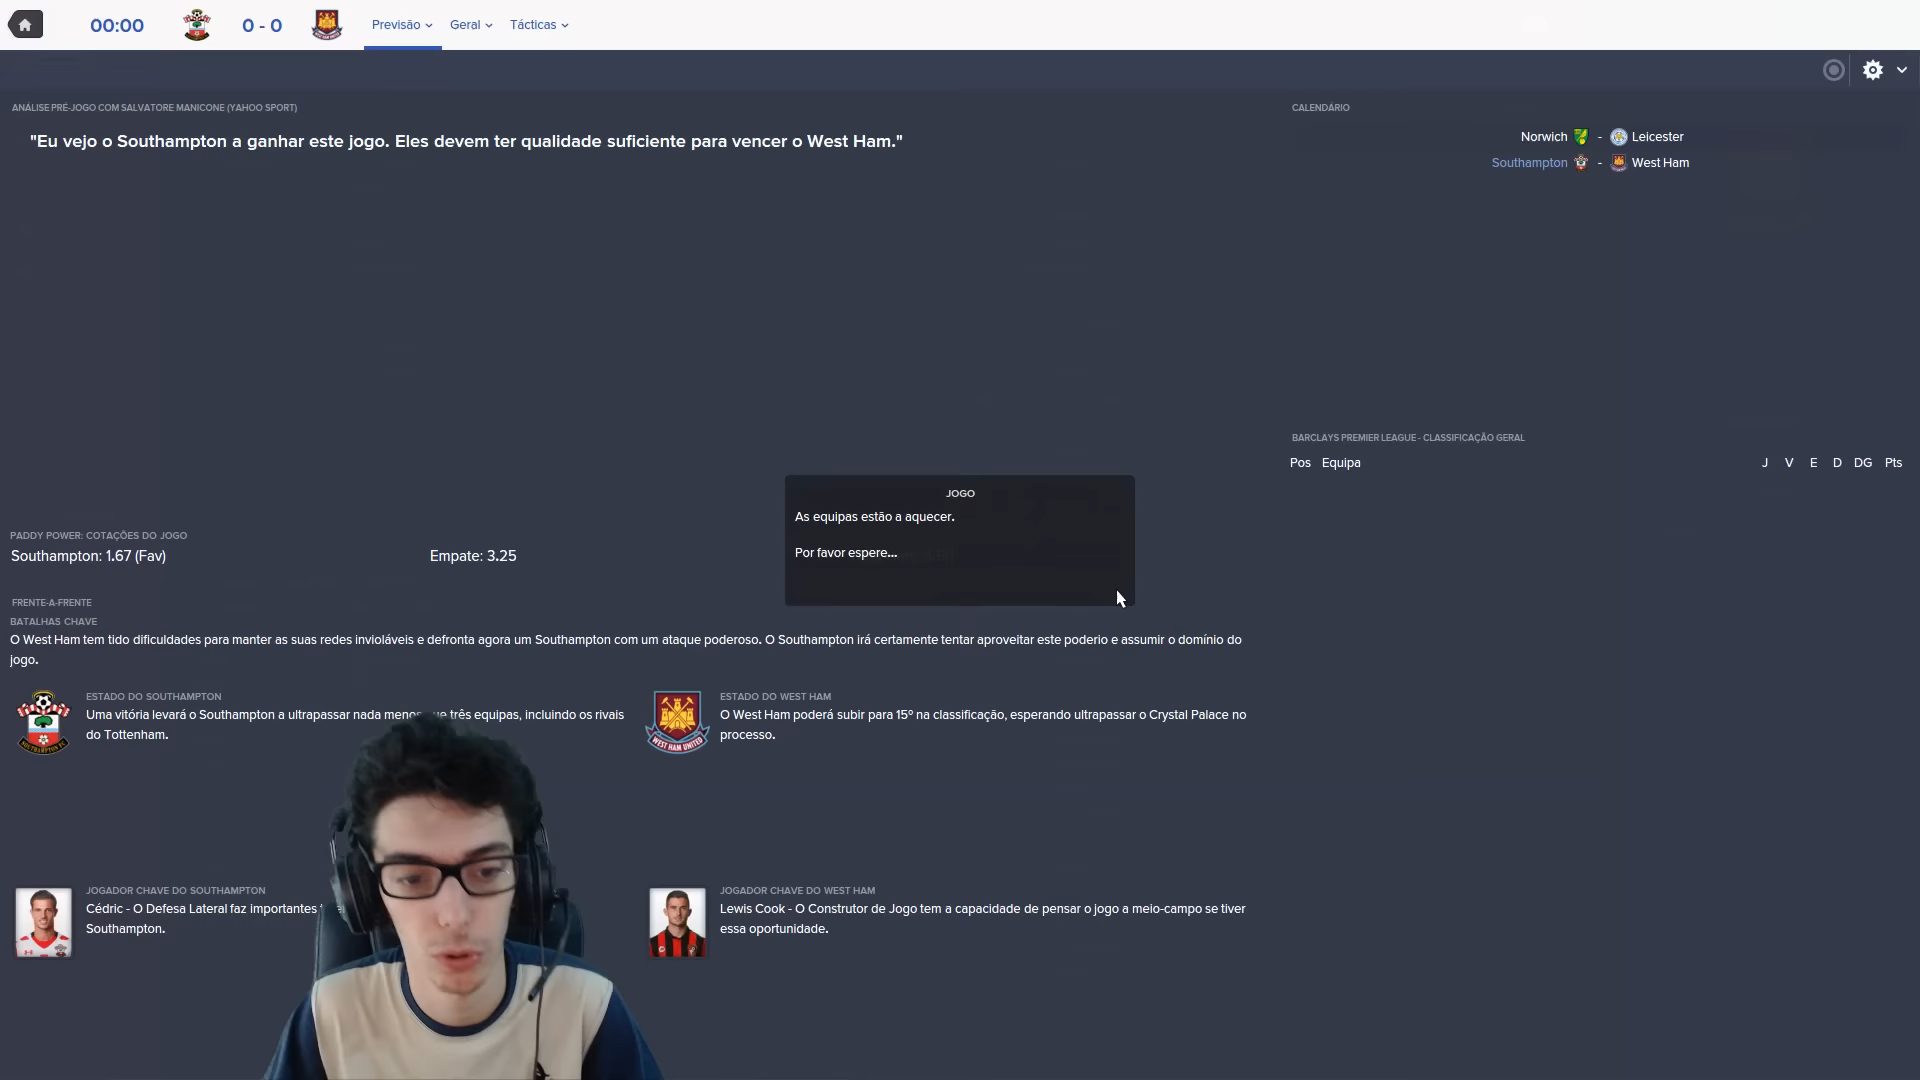 00:00
0 - 0
Previsão
Geral
Tácticas
ANÁLISE PRÉ-JOGO COM SALVATORE MANICONE (YAHOO SPORT)
"Eu vejo o Southampton a ganhar este jogo. Eles devem ter qualidade suficiente para vencer o West Ham."
CALENDÁRIO
Norwich - Leicester
Southampton - West Ham
BARCLAYS PREMIER LEAGUE - CLASSIFICAÇÃO GERAL
Pos Equipa J V E D DG Pts
JOGO
As equipas estão a aquecer.
Por favor espere...
PADDY POWER: COTAÇÕES DO JOGO
Southampton: 1.67 (Fav)
Empate: 3.25
FRENTE-A-FRENTE
BATALHAS CHAVE
O West Ham tem tido dificuldades para manter as suas redes invioláveis e defronta agora um Southampton com um ataque poderoso. O Southampton irá certamente tentar aproveitar este poderio e assumir o domínio do
jogo.
ESTADO DO SOUTHAMPTON
Uma vitória levará o Southampton a ultrapassar nada menos que três equipas, incluindo os rivais
do Tottenham.
ESTADO DO WEST HAM
O West Ham poderá subir para 15º na classificação, esperando ultrapassar o Crystal Palace no
processo.
WEST HAM UNITED
JOGADOR CHAVE DO SOUTHAMPTON
Cédric - O Defesa Lateral faz importantes
Southampton.
JOGADOR CHAVE DO WEST HAM
Lewis Cook - O Construtor de Jogo tem a capacidade de pensar o jogo a meio-campo se tiver
essa oportunidade.